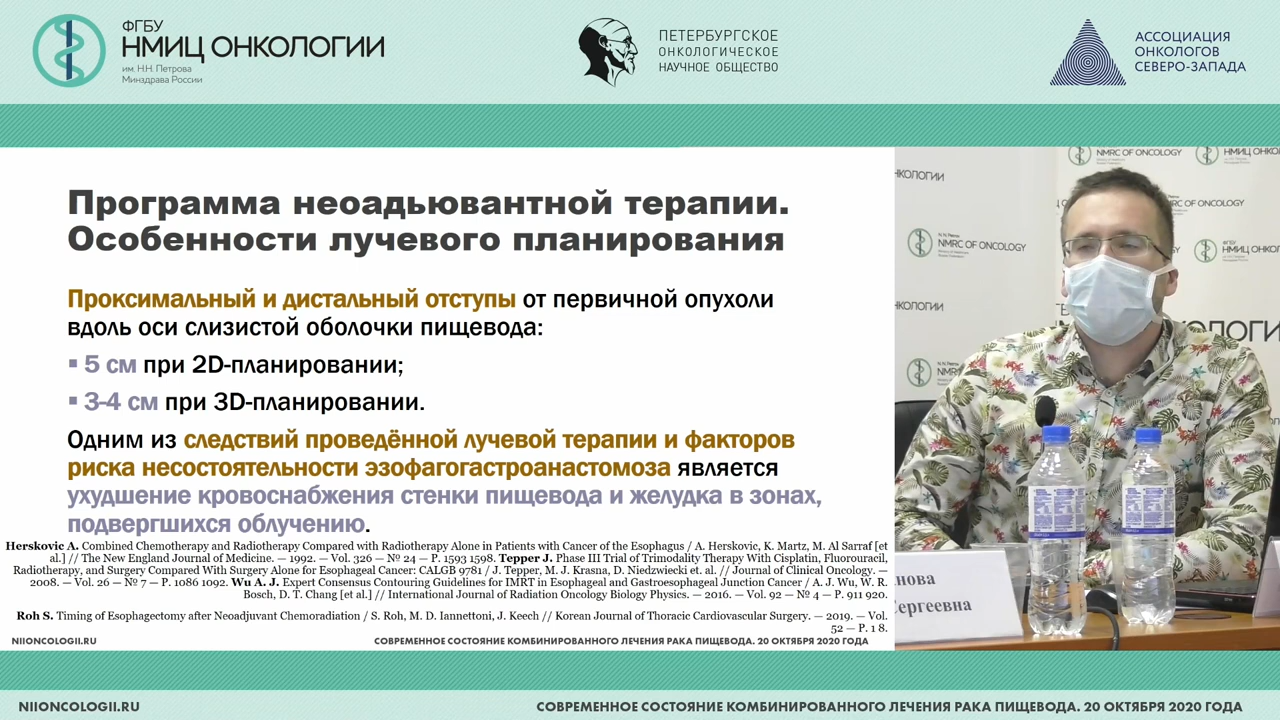 ФГБУ
НМИЦ ОНКОЛОГИИ
им. Н.Н. Петрова
Минздрава России
ПЕТЕРБУРГСКОЕ
ОНКОЛОГИЧЕСКОЕ
НАУЧНОЕ ОБЩЕСТВО
АССОЦИАЦИЯ
ОНКОЛОГОВ
СЕВЕРО-ЗАПАДА
Программа неоадьювантной терапии.
Особенности лучевого планирования
Проксимальный и дистальный отступы от первичной опухоли
вдоль оси слизистой оболочки пищевода:
▪ 5 см при 2D-планировании;
▪ 3-4 см при 3D-планировании.
Одним из следствий проведённой лучевой терапии и факторов
риска несостоятельности эзофагогастроанастомоза является
ухудшение кровоснабжения стенки пищевода и желудка в зонах,
подвергшихся облучению.
Herskovic A. Combined Chemotherapy and Radiotherapy Compared with Radiotherapy Alone in Patients with Cancer of the Esophagus / A. Herskovic, K. Martz, M. Al Sarraf [et
al.] // The New England Journal of Medicine. — 1992. — Vol. 326 — № 24 — P. 1593 1598. Tepper J. Phase III Trial of Trimodality Therapy With Cisplatin, Fluorouracil,
Radiotherapy, and Surgery Compared With Surgery Alone for Esophageal Cancer: CALGB 9781 / J. Tepper, M. J. Krasna, D. Niedzwiecki et. al. // Journal of Clinical Oncology. —
2008. — Vol. 26 — № 7 — P. 1086 1092. Wu A. J. Expert Consensus Contouring Guidelines for IMRT in Esophageal and Gastroesophageal Junction Cancer / A. J. Wu, W. R.
Bosch, D. T. Chang [et al.] // International Journal of Radiation Oncology Biology Physics. — 2016. — Vol. 92 — № 4 — P. 911 920.
Roh S. Timing of Esophagectomy after Neoadjuvant Chemoradiation / S. Roh, M. D. Iannettoni, J. Keech // Korean Journal of Thoracic Cardiovascular Surgery. — 2019. — Vol.
52 — P. 1 8.
NIIONCOLOGII.RU
СОВРЕМЕННОЕ СОСТОЯНИЕ КОМБИНИРОВАННОГО ЛЕЧЕНИЯ РАКА ПИЩЕВОДА. 20 ОКТЯБРЯ 2020 ГОДА
NMRC OF ONCOLOGY
НКОЛОГИИ
NMRC OF ONCOLOGY
ФГБУ
НМИЦ ОНКОЛ
НКОЛОГИИ
нова
Сергеевна
NIIONCOLOGII.RU
СОВРЕМЕННОЕ СОСТОЯНИЕ КОМБИНИРОВАННОГО ЛЕЧЕНИЯ РАКА ПИЩЕВОДА. 20 ОКТЯБРЯ 2020 ГОДА